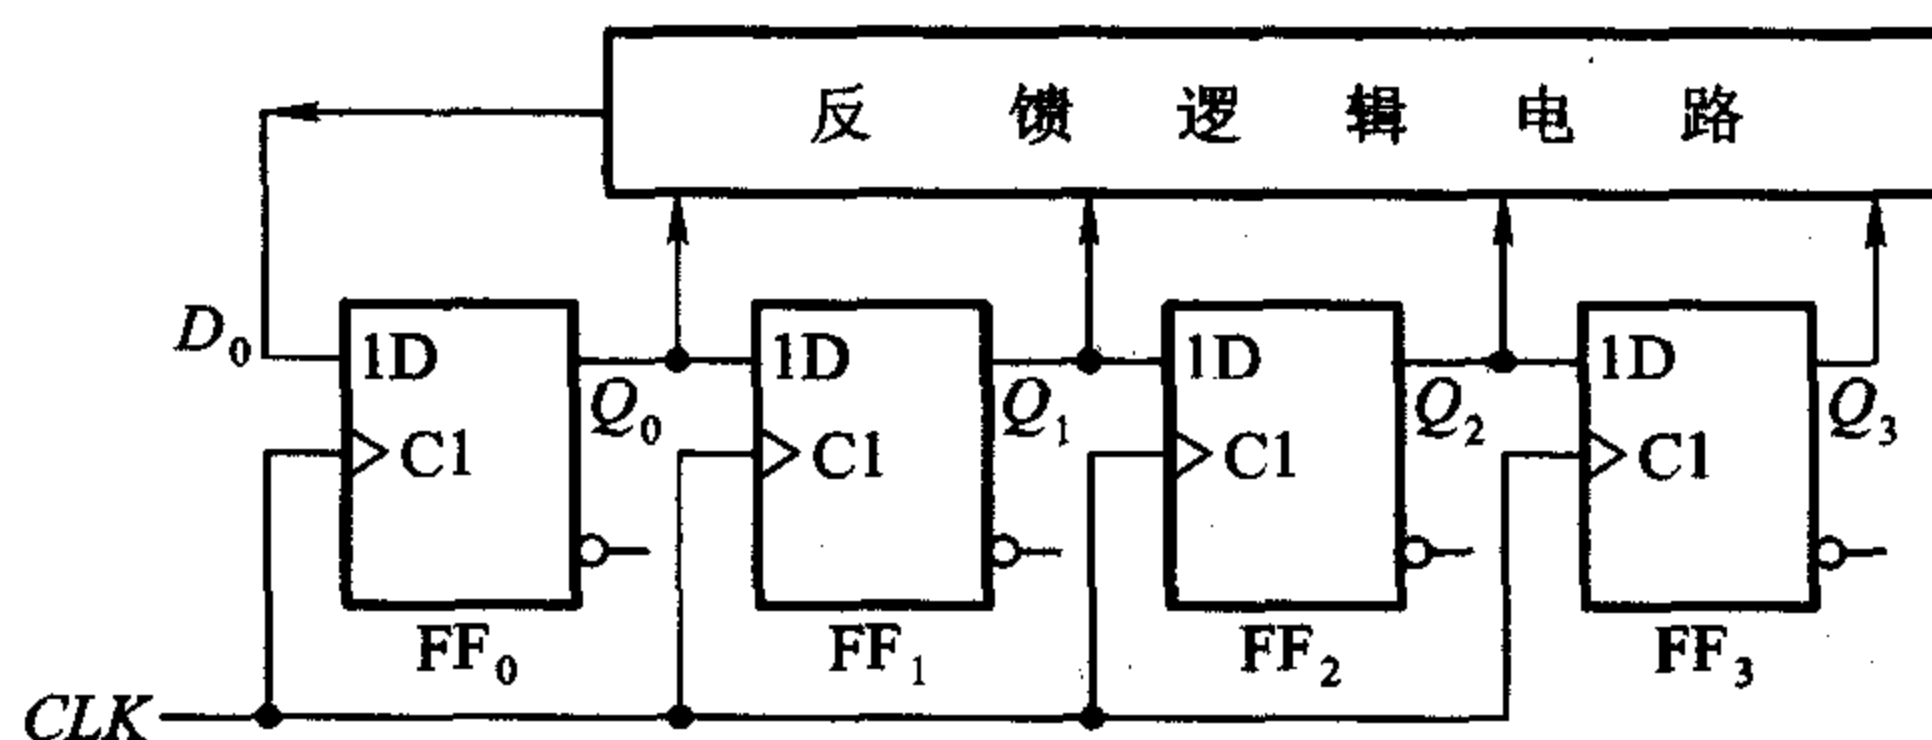 反馈逻辑电路
D₀ 1D Q₀ 1D Q₁ 1D Q₂ 1D Q₃
C1 C1 C1 C1
FF₀ FF₁ FF₂ FF₃
CLK